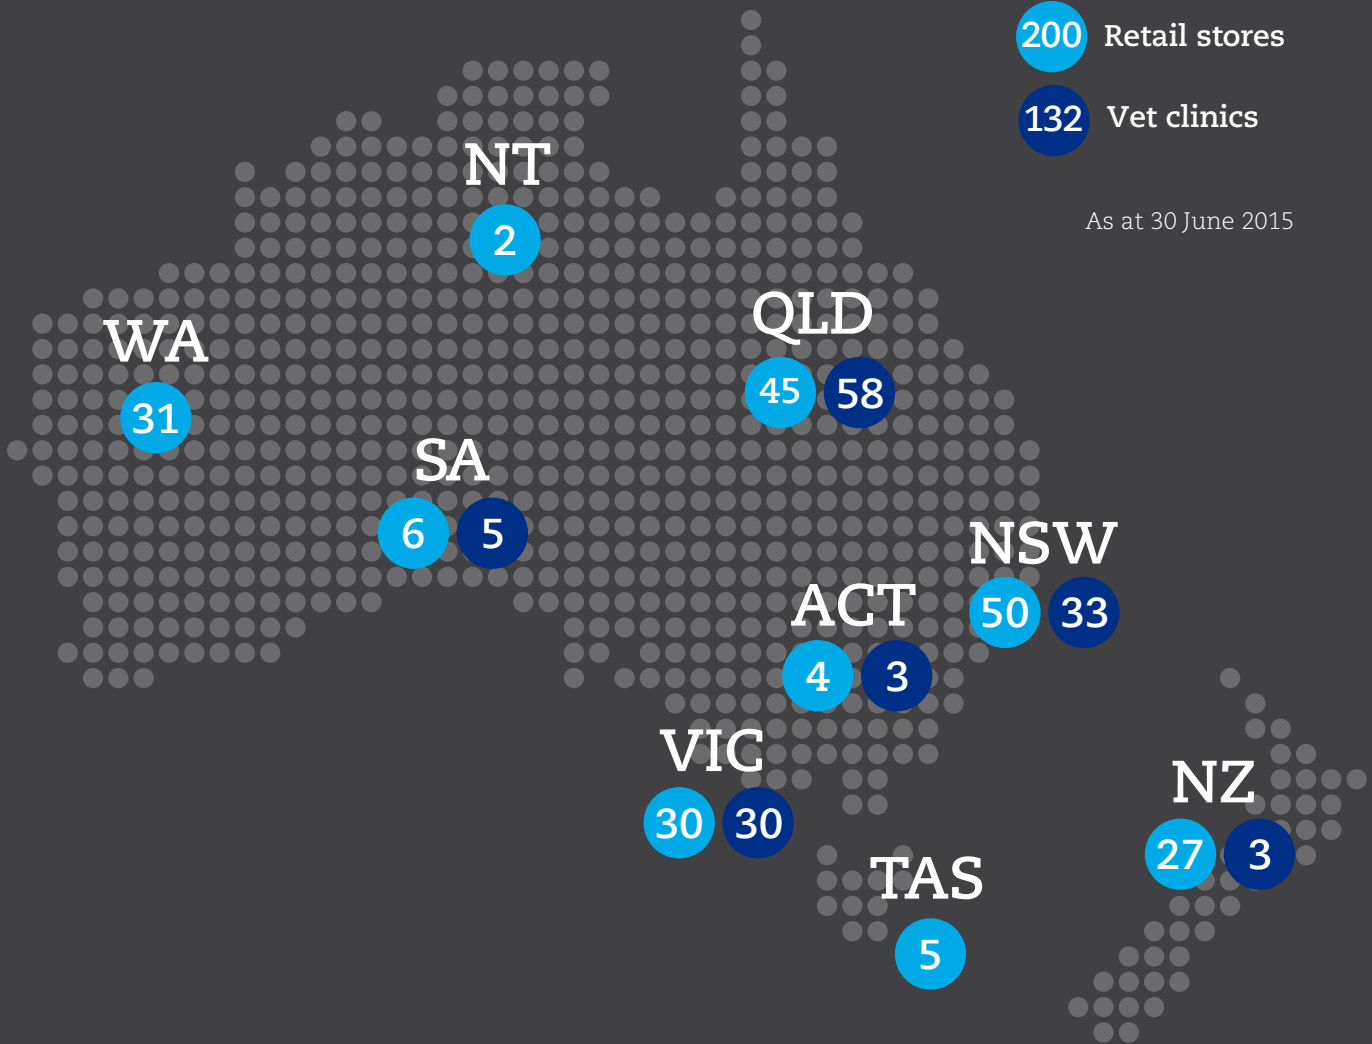 200 Retail stores
132 Vet clinics
As at 30 June 2015
NT
2
QLD
45 58
WA
31
SA
6 5
NSW
50 33
ACT
4 3
VIC
30 30
NZ
27 3
TAS
5